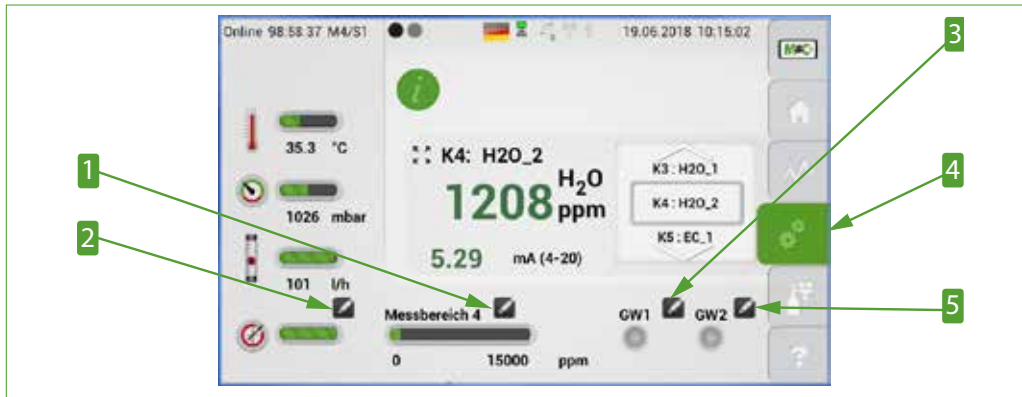 Online 98:58:37 M4/S1
19.06.2018 10:15:02
M&C
35.3 °C
1026 mbar
101 l/h
K4: H2O_2
1208 H₂O ppm
5.29 mA (4-20)
K3 : H2O_1
K4 : H2O_2
K5 : EC_1
Messbereich 4
0 15000 ppm
GW1 GW2
?
1
2
3
4
5